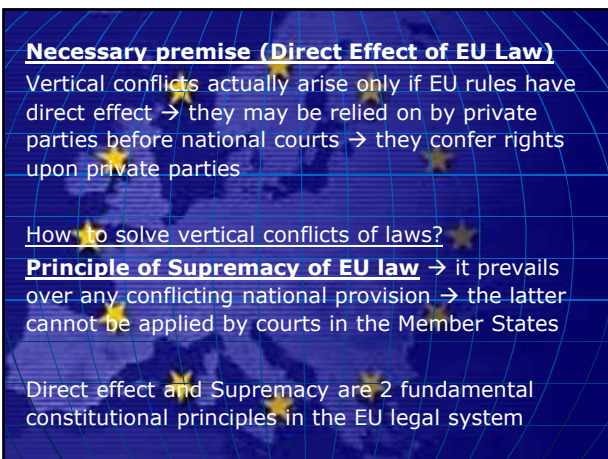 Necessary premise (Direct Effect of EU Law)
Vertical conflicts actually arise only if EU rules have
direct effect → they may be relied on by private
parties before national courts → they confer rights
upon private parties
How to solve vertical conflicts of laws?
Principle of Supremacy of EU law → it prevails
over any conflicting national provision → the latter
cannot be applied by courts in the Member States
Direct effect and Supremacy are 2 fundamental
constitutional principles in the EU legal system